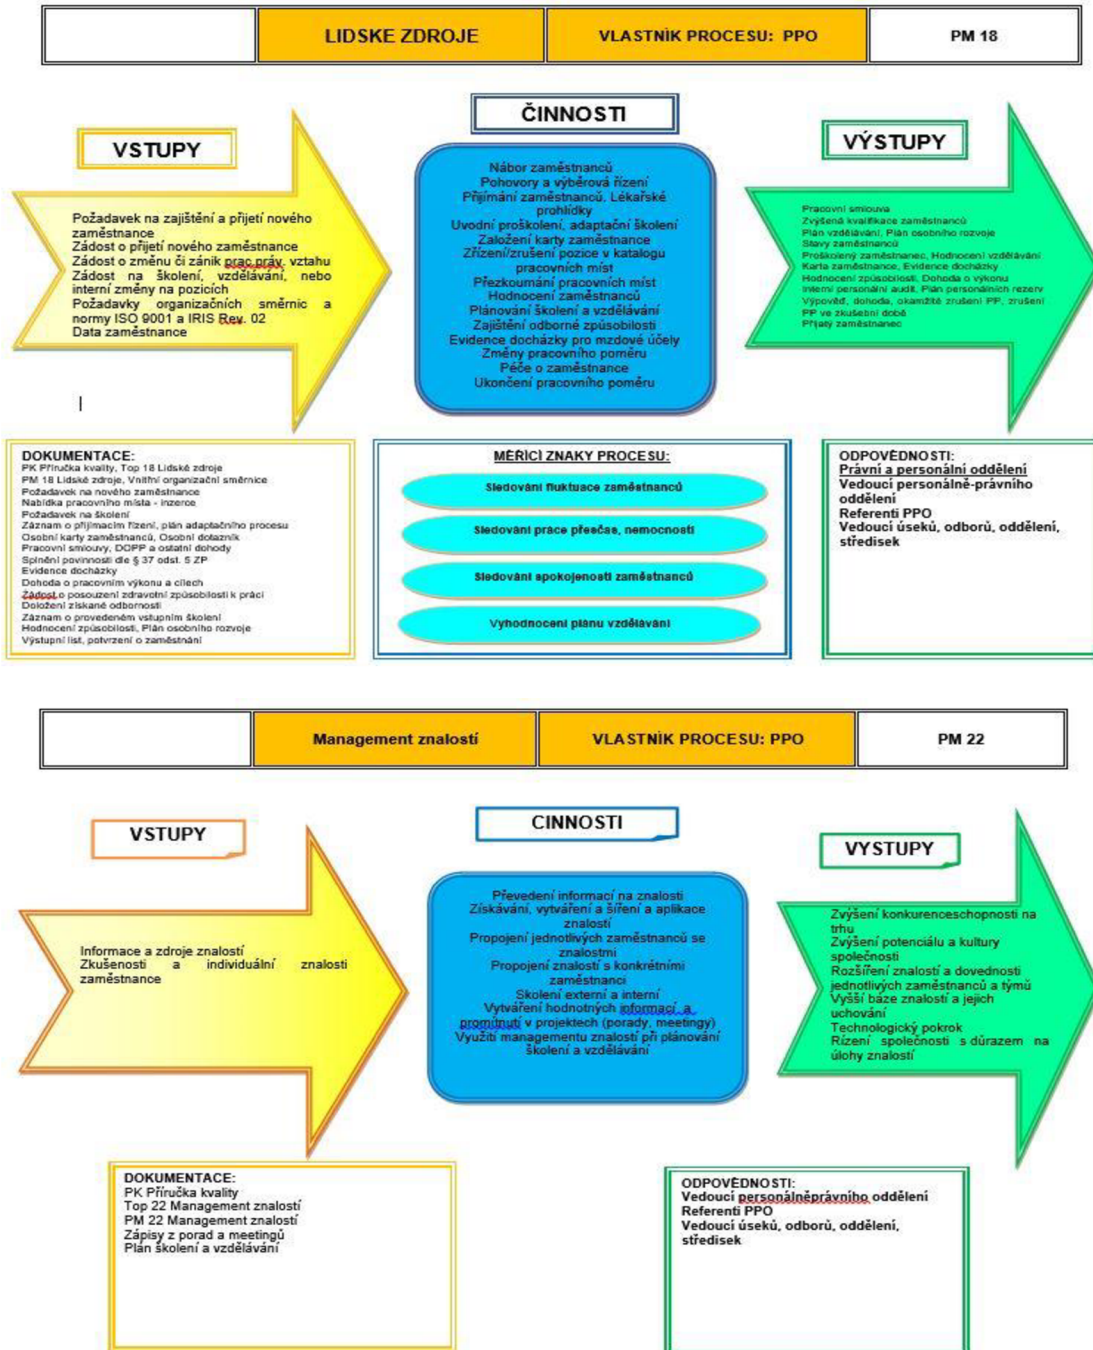 LIDSKE ZDROJE
VLASTNÍK PROCESU: PPO
PM 18
VSTUPY
Požadavek na zajištění a přijetí nového
zaměstnance
Zádost o přijetí nového zaměstnance
Zádost o změnu či zánik prac.práv. vztahu
Zádost na školení, vzdělávání, nebo
interní změny na pozicích
Požadavky organizačních směrnic a
normy ISO 9001 a IRIS Rev. 02
Data zaměstnance
ČINNOSTI
Nábor zaměstnanců
Pohovory a výběrová řízení
Přijímání zaměstnanců. Lékařské
prohlídky
Uvodní proškolení, adaptační školení
Založení karty zaměstnance
Zřízení/zrušení pozice v katalogu
pracovních míst
Přezkoumání pracovních míst
Hodnocení zaměstnanců
Plánování školení a vzdělávání
Zajištění odborné způsobilosti
Evidence docházky pro mzdové účely
Změny pracovního poměru
Péče o zaměstnance
Ukončení pracovního poměru
VÝSTUPY
Pracovní smlouva
Zvýšená kvalifikace zaměstnanců
Plán vzdělávání, Plán osobního rozvoje
Stavy zaměstnanců
Proškolený zaměstnanec, Hodnocení vzdělávání
Karta zaměstnance, Evidence docházky
Hodnocení způsobilosti, Dohoda o výkonu
Interní personální audit, Plán personálních rezerv
Výpověď, dohoda, okamžité zrušení PP, zrušení
PP ve zkušební době
Přijatý zaměstnanec
DOKUMENTACE:
PK Příručka kvality, Top 18 Lidské zdroje
PM 18 Lidské zdroje, Vnitřní organizační směrnice
Požadavek na nového zaměstnance
Nabídka pracovního místa - inzerce
Požadavek na školení
Záznam o přijímacím řízení, plán adaptačního procesu
Osobní karty zaměstnanců, Osobní dotazník
Pracovní smlouvy, DOPP a ostatní dohody
Splnění povinnosti dle § 37 odst. 5 ZP
Evidence docházky
Dohoda o pracovním výkonu a cílech
Zádost o posouzení zdravotní způsobilosti k práci
Doložení získané odbornosti
Záznam o provedeném vstupním školení
Hodnocení způsobilosti, Plán osobního rozvoje
Výstupní list, potvrzení o zaměstnání
MĚŘÍCÍ ZNAKY PROCESU:
Sledování fluktuace zaměstnanců
Sledování práce přesčas, nemocnosti
Sledování spokojenosti zaměstnanců
Vyhodnocení plánu vzdělávání
ODPOVĚDNOSTI:
Právní a personální oddělení
Vedoucí personálně-právního
oddělení
Referenti PPO
Vedoucí úseků, odborů, oddělení,
středisek
Management znalostí
VLASTNÍK PROCESU: PPO
PM 22
VSTUPY
Informace a zdroje znalostí
Zkušenosti a individuální znalosti
zaměstnance
CINNOSTI
Převedení informací na znalosti
Získávání, vytváření a šíření a aplikace
znalostí
Propojení jednotlivých zaměstnanců se
znalostmi
Propojení znalostí s konkrétními
zaměstnanci
Skolení externí a interní
Vytváření hodnotných informací a
promítnutí v projektech (porady, meetingy)
Využití managementu znalostí při plánování
školení a vzdělávání
VYSTUPY
Zvýšení konkurenceschopnosti na
trhu
Zvýšení potenciálu a kultury
společnosti
Rozšíření znalostí a dovednosti
jednotlivých zaměstnanců a týmů
Vyšší báze znalostí a jejich
uchování
Technologický pokrok
Rízení společnosti s důrazem na
úlohy znalostí
DOKUMENTACE:
PK Příručka kvality
Top 22 Management znalostí
PM 22 Management znalostí
Zápisy z porad a meetingů
Plán školení a vzdělávání
ODPOVĚDNOSTI:
Vedoucí personálněprávního oddělení
Referenti PPO
Vedoucí úseků, odborů, oddělení,
středisek